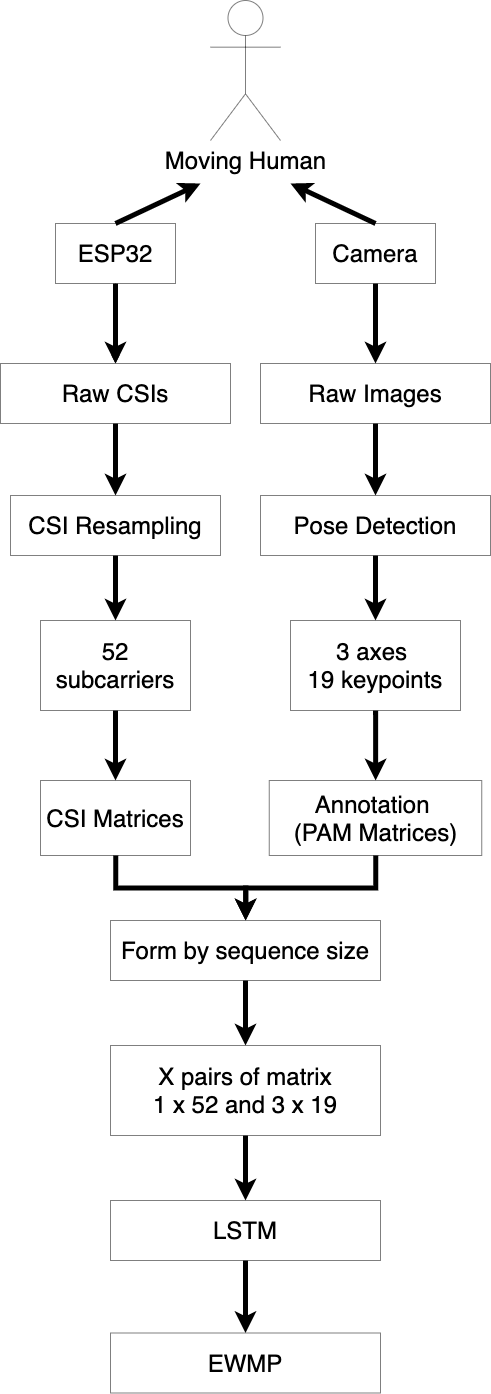 Moving Human
ESP32
Camera
Raw CSIs
Raw Images
CSI Resampling
Pose Detection
52
subcarriers
3 axes
19 keypoints
CSI Matrices
Annotation
(PAM Matrices)
Form by sequence size
X pairs of matrix
1 x 52 and 3 x 19
LSTM
EWMP